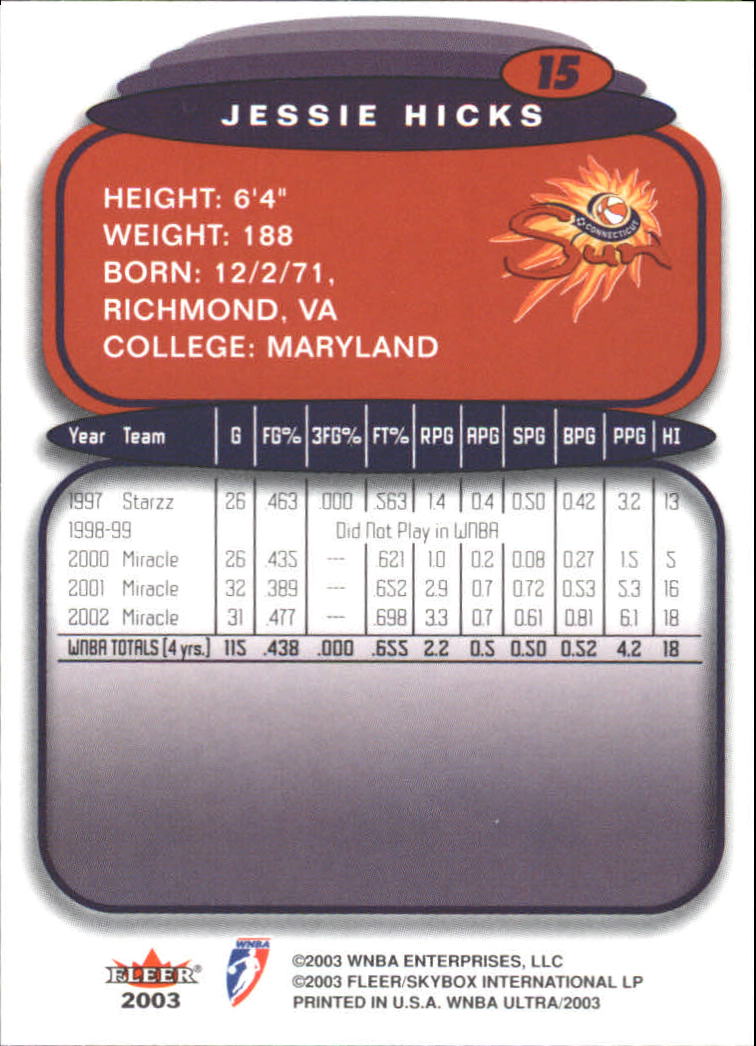 15
JESSIE HICKS
HEIGHT: 6'4"
WEIGHT: 188
BORN: 12/2/71,
RICHMOND, VA
COLLEGE: MARYLAND
CONNECTICUT
Sun
Year Team G FG% 3FG% FT% RPG APG SPG BPG PPG HI
1997 Starzz 26 .463 .000 .563 1.4 0.4 0.50 0.42 3.2 13
1998-99 Did Not Play in WNBA
2000 Miracle 26 .435 --- .621 1.0 0.2 0.08 0.27 1.5 5
2001 Miracle 32 .389 --- .652 2.9 0.7 0.72 0.53 5.3 16
2002 Miracle 31 .477 --- .698 3.3 0.7 0.61 0.81 6.1 18
WNBA TOTALS (4 yrs.) 115 .438 .000 .655 2.2 0.5 0.50 0.52 4.2 18
FLEER®
2003
WNBA
©2003 WNBA ENTERPRISES, LLC
©2003 FLEER/SKYBOX INTERNATIONAL LP
PRINTED IN U.S.A. WNBA ULTRA/2003